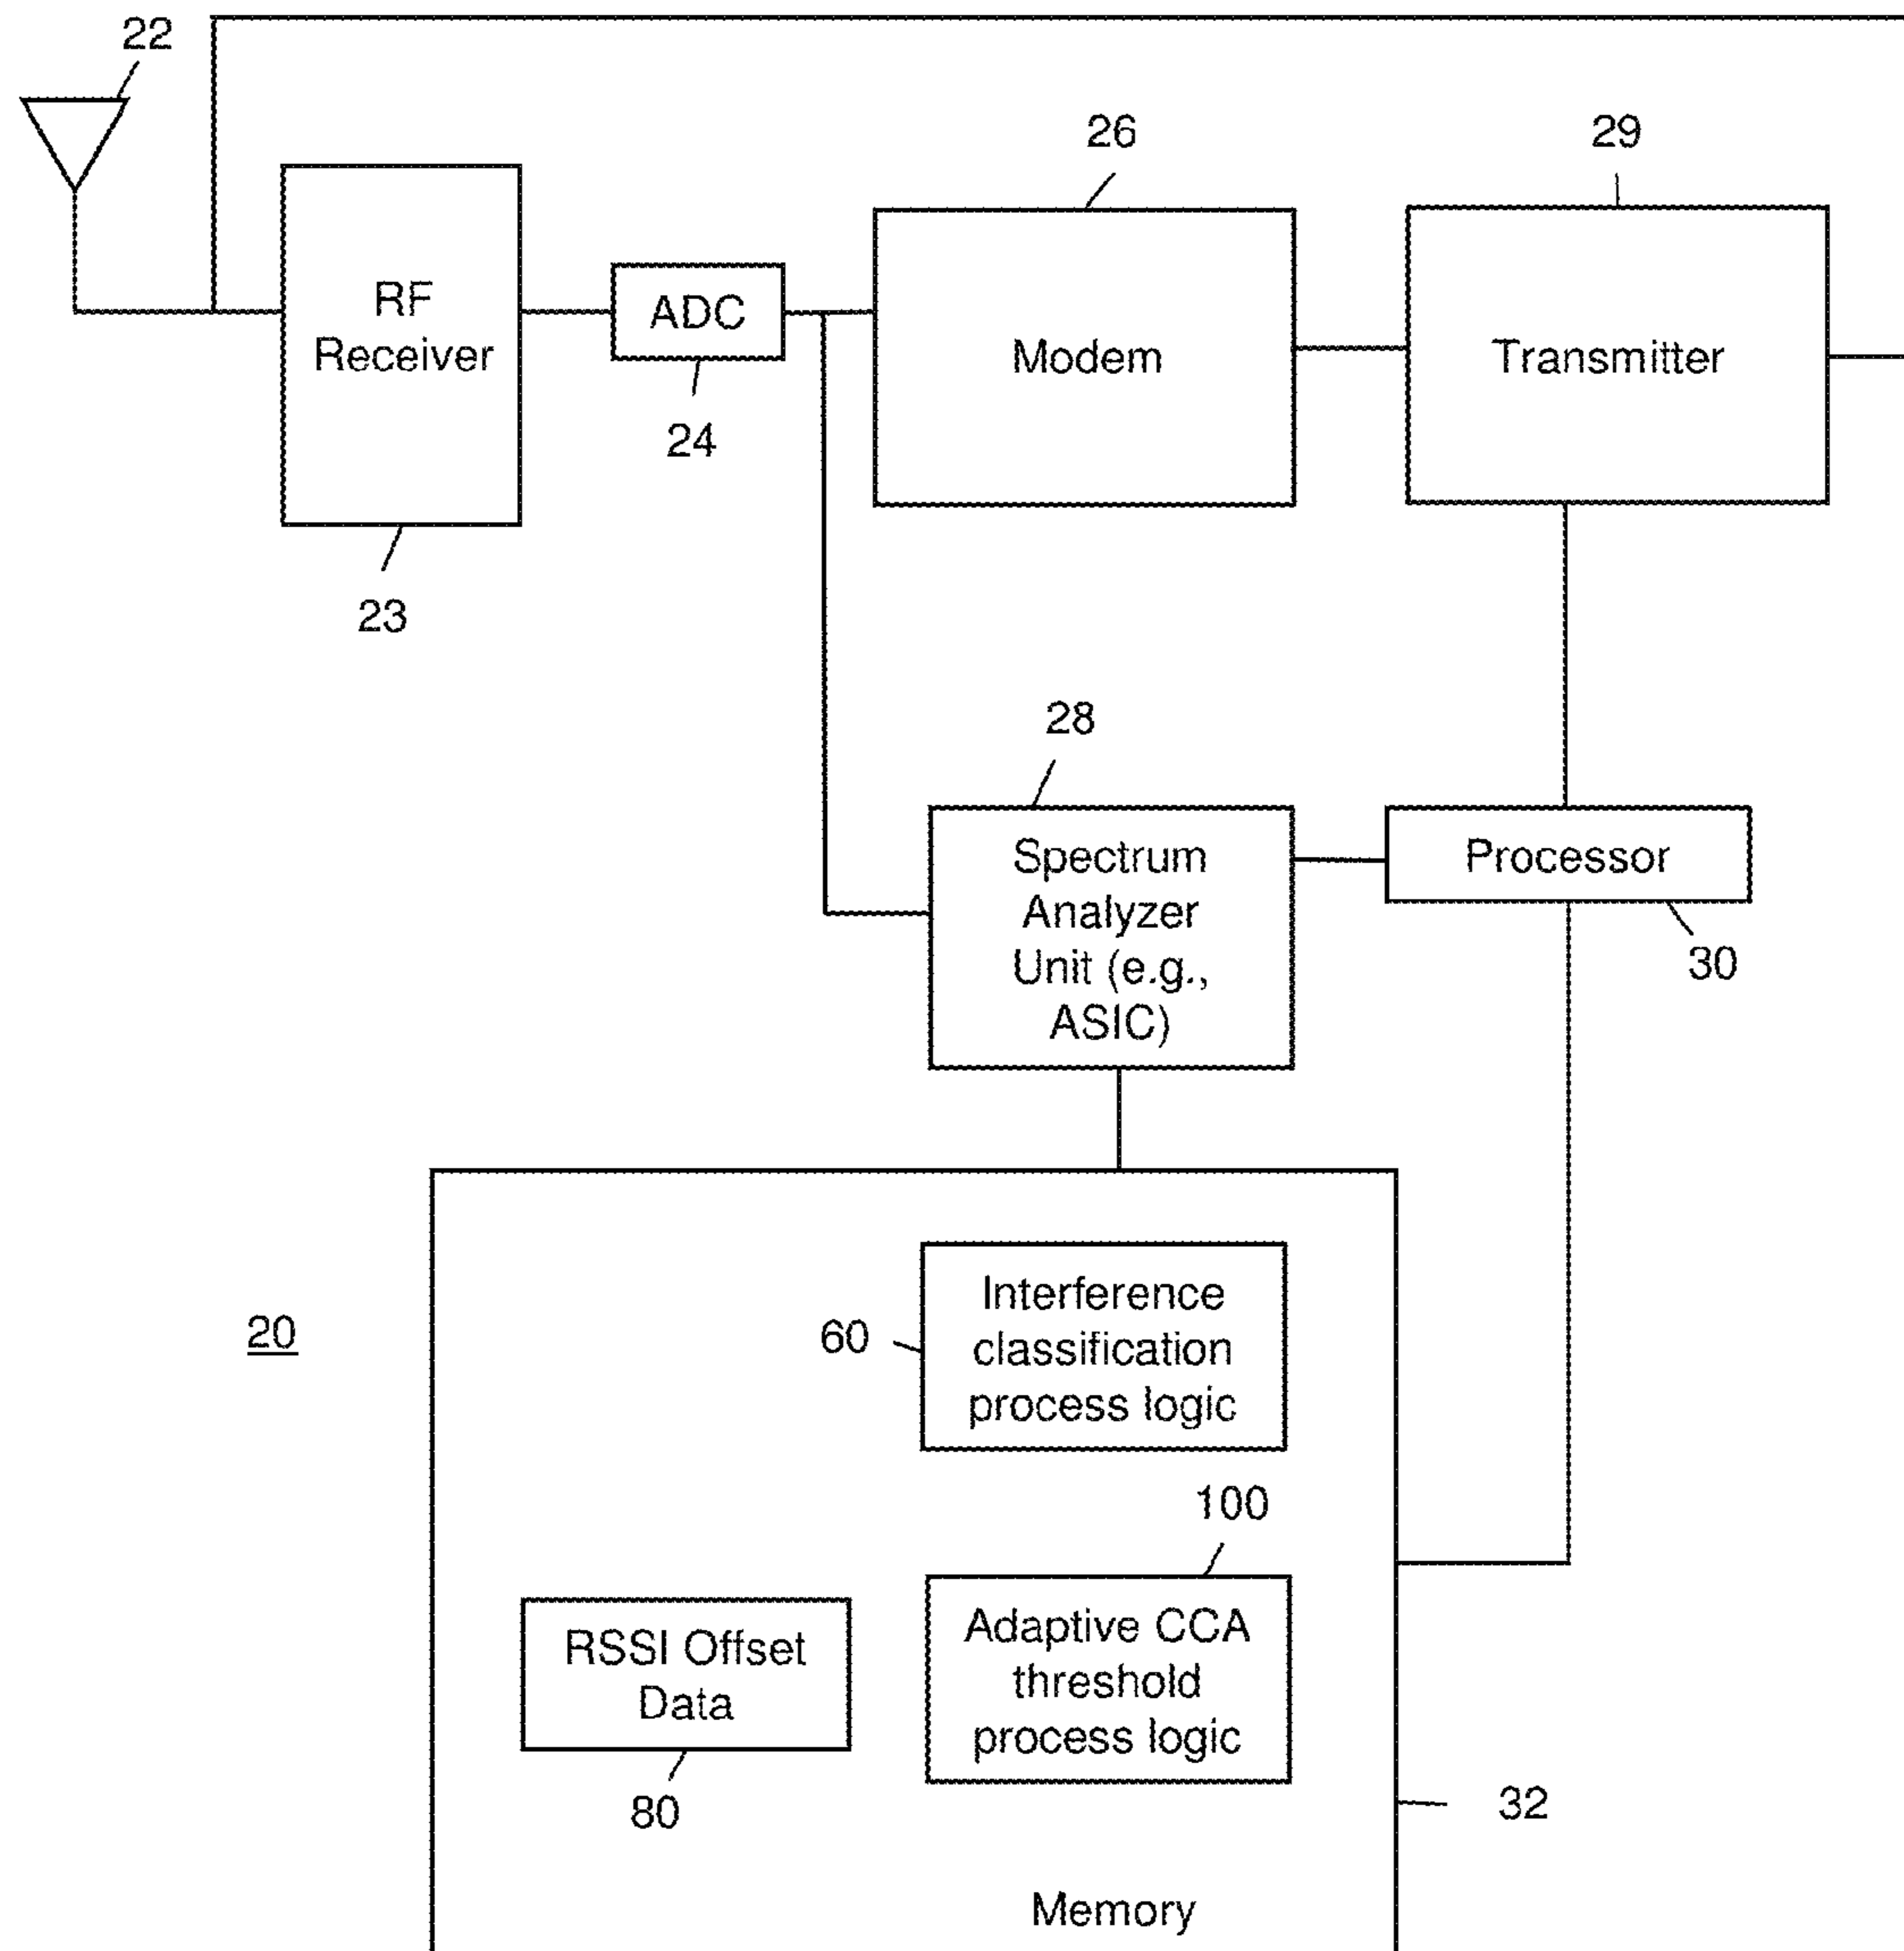 22
26
29
RF
Receiver
ADC
Modem
Transmitter
24
23
28
Spectrum
Analyzer
Unit (e.g.,
ASIC)
Processor
30
20
60
Interference
classification
process logic
100
RSSI Offset
Data
Adaptive CCA
threshold
process logic
80
32
Memory